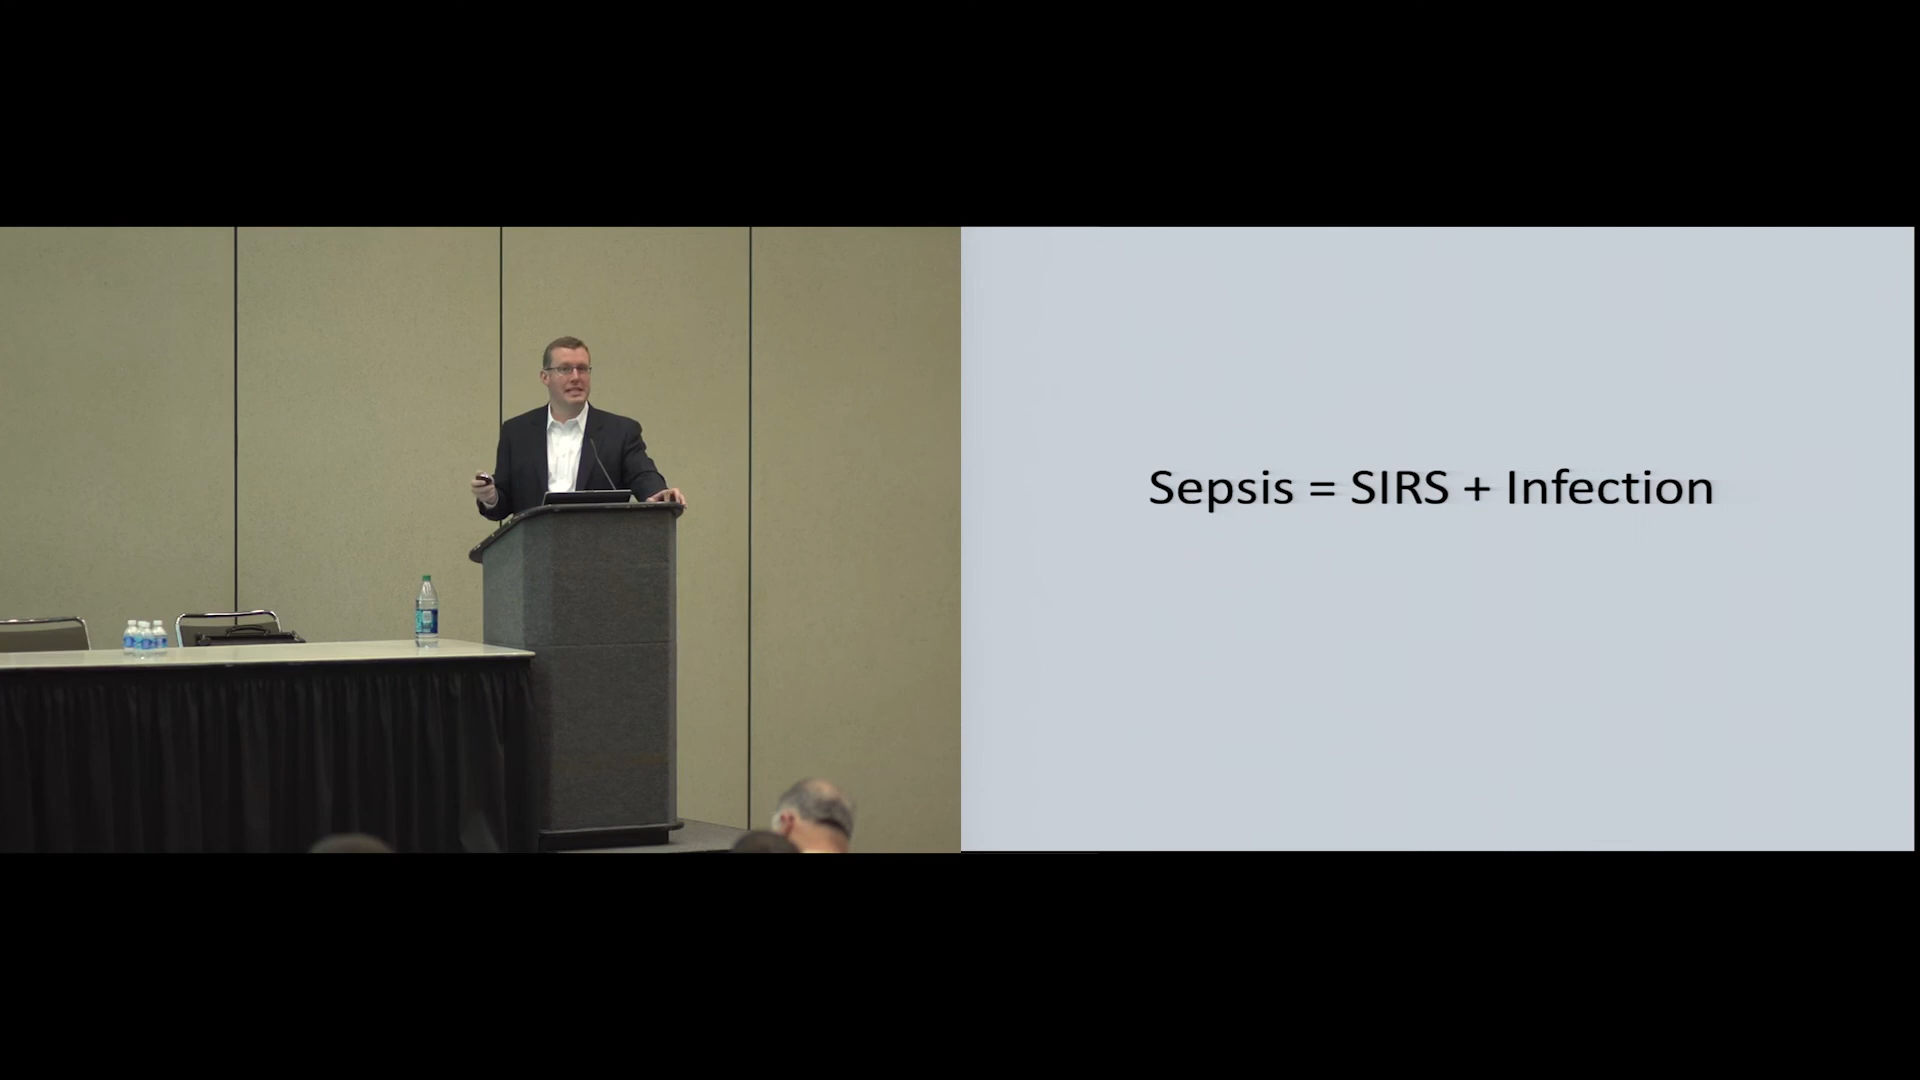 Sepsis = SIRS + Infection